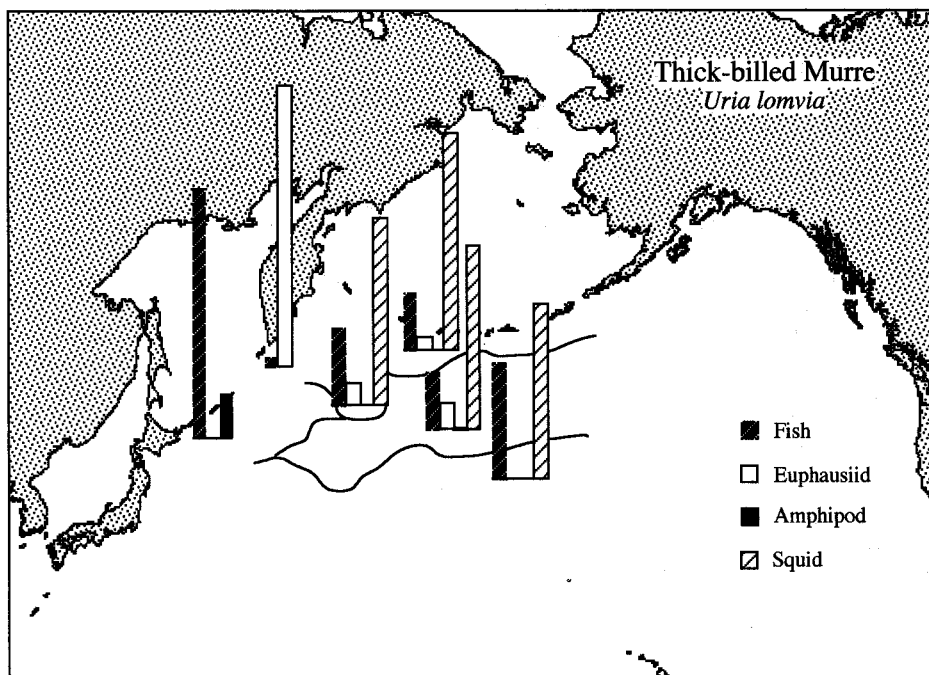 Thick-billed Murre
Uria lomvia
Fish
Euphausiid
Amphipod
Squid